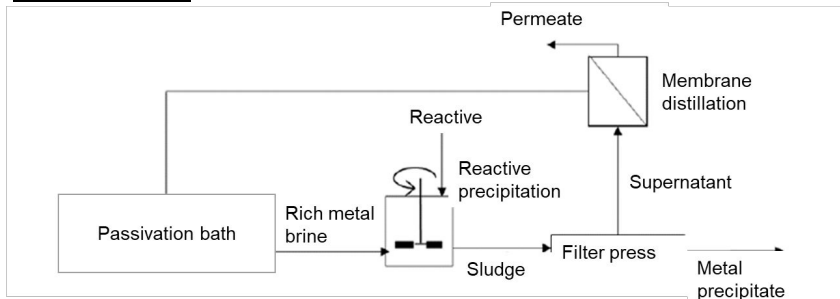 Permeate
Membrane
distillation
Reactive
Reactive
precipitation
Supernatant
Passivation bath
Rich metal
brine
Filter press
Sludge
Metal
precipitate